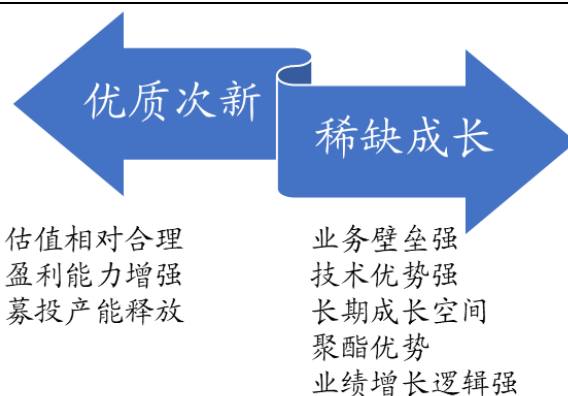 优质次新
稀缺成长
估值相对合理
盈利能力增强
募投产能释放
业务壁垒强
技术优势强
长期成长空间
聚酯优势
业绩增长逻辑强